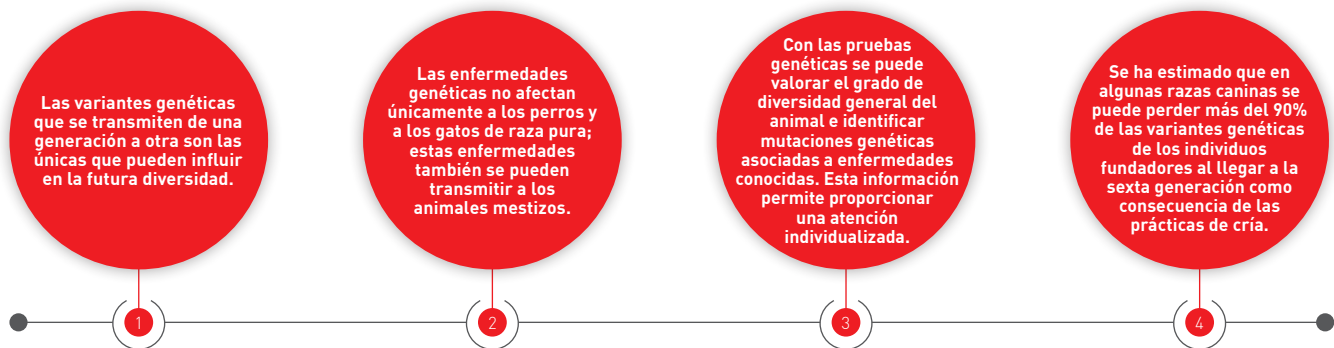 Las variantes genéticas
que se transmiten de una
generación a otra son las
únicas que pueden influir
en la futura diversidad.
Las enfermedades
genéticas no afectan
únicamente a los perros y
a los gatos de raza pura;
estas enfermedades
también se pueden
transmitir a los
animales mestizos.
Con las pruebas
genéticas se puede
valorar el grado de
diversidad general del
animal e identificar
mutaciones genéticas
asociadas a enfermedades
conocidas. Esta información
permite proporcionar
una atención
individualizada.
Se ha estimado que en
algunas razas caninas se
puede perder más del 90%
de las variantes genéticas
de los individuos
fundadores al llegar a la
sexta generación como
consecuencia de las
prácticas de cría.
1
2
3
4